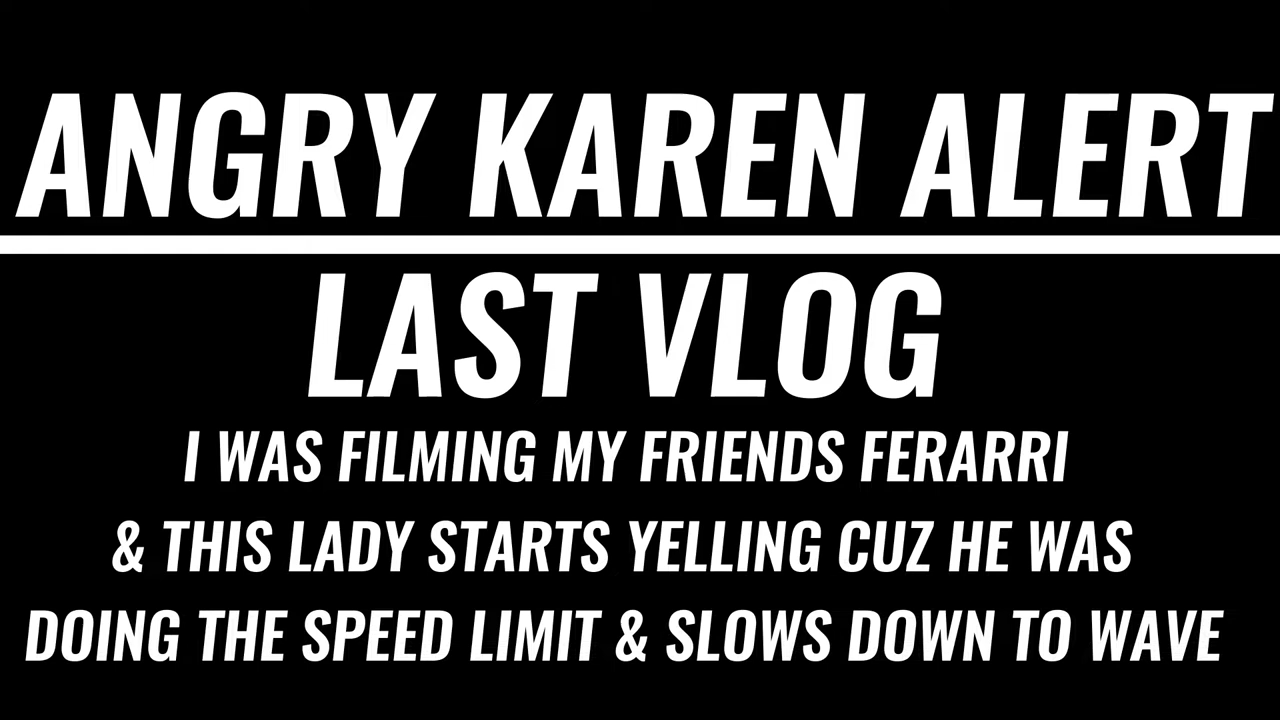 ANGRY KAREN ALERT
LAST VLOG
I WAS FILMING MY FRIENDS FERARRI
& THIS LADY STARTS YELLING CUZ HE WAS
DOING THE SPEED LIMIT & SLOWS DOWN TO WAVE